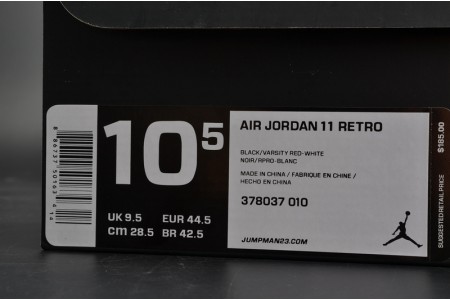 10⁵
UK 9.5 EUR 44.5
cm 28.5 BR 42.5
AIR JORDAN 11 RETRO
BLACK/VARSITY RED-WHITE
NOIR/RPRO-BLANC
MADE IN CHINA / FABRIQUE EN CHINE /
HECHO EN CHINA
378037 010
JUMPMAN23.COM
SUGGESTED RETAIL PRICE
$185.00